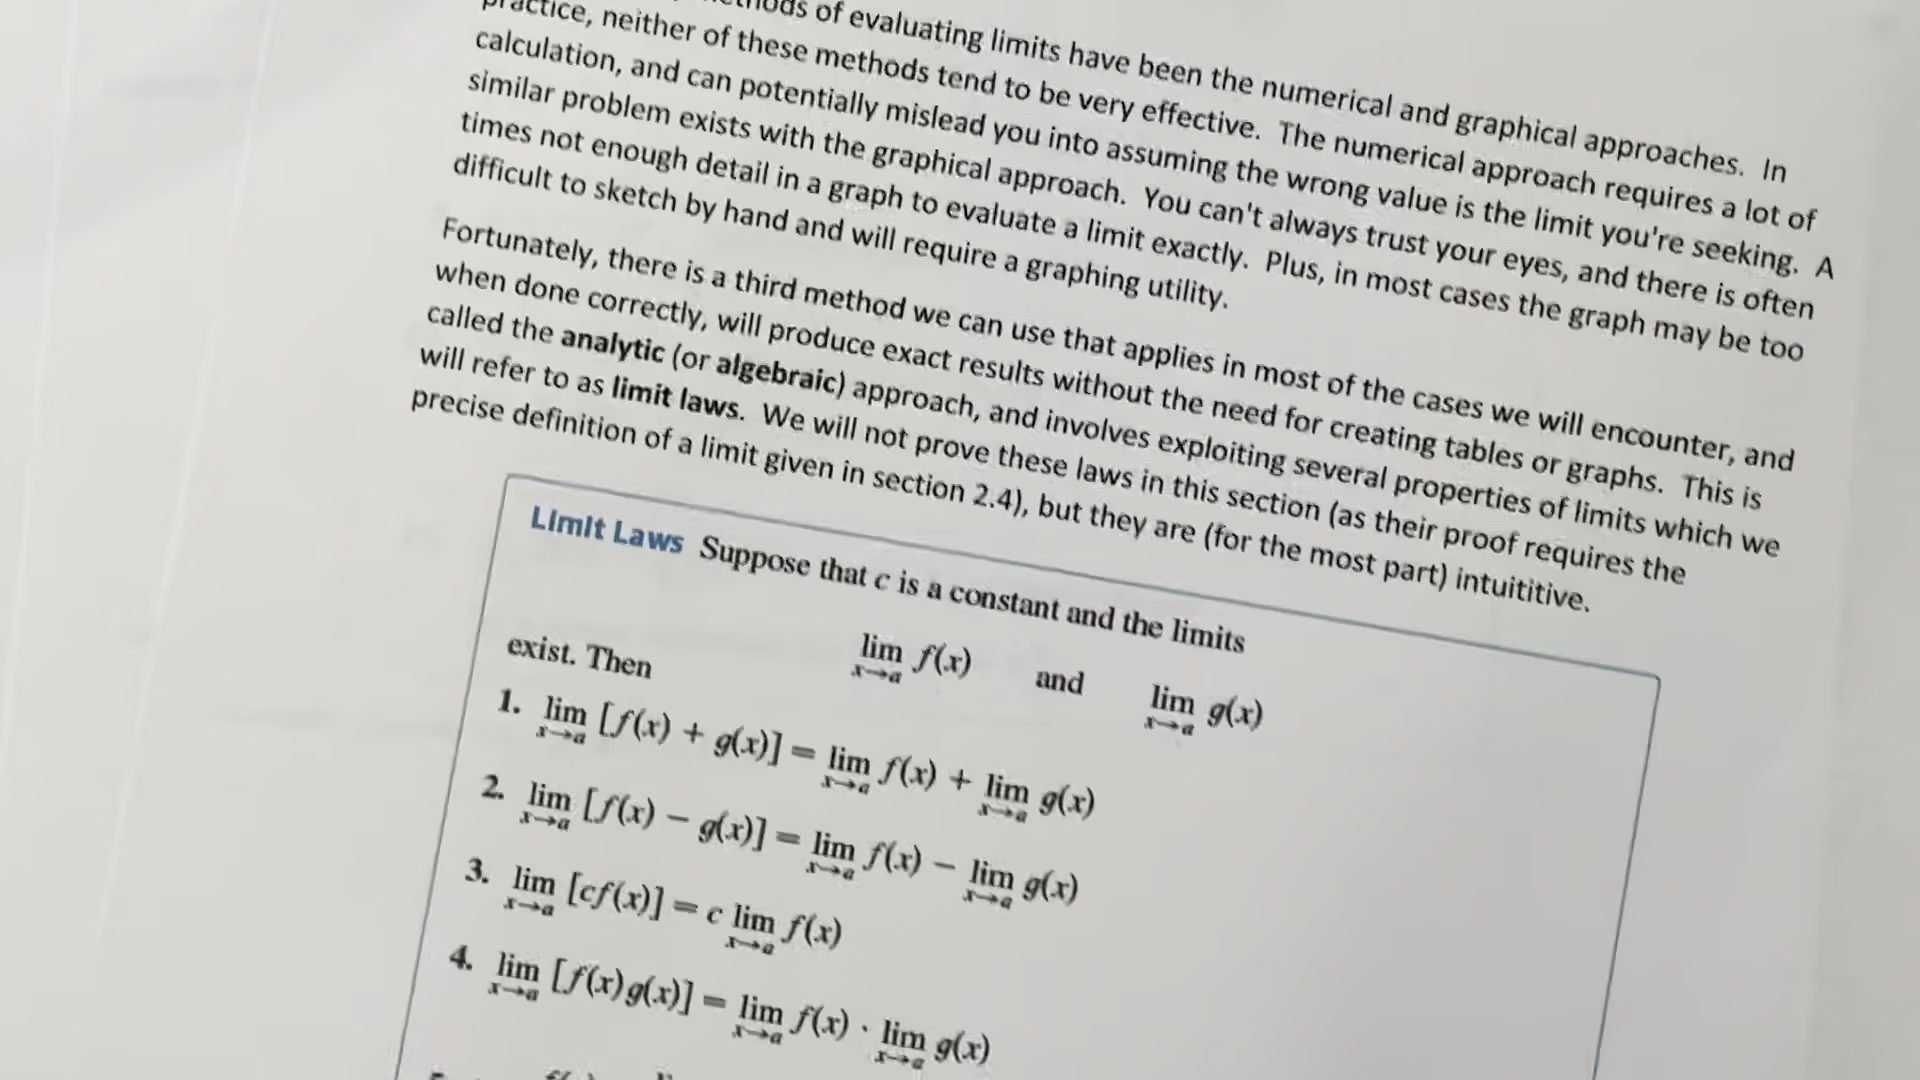 of evaluating limits have been the numerical and graphical approaches. In
practice, neither of these methods tend to be very effective. The numerical approach requires a lot of
calculation, and can potentially mislead you into assuming the wrong value is the limit you're seeking. A
similar problem exists with the graphical approach. You can't always trust your eyes, and there is often
times not enough detail in a graph to evaluate a limit exactly. Plus, in most cases the graph may be too
difficult to sketch by hand and will require a graphing utility.
Fortunately, there is a third method we can use that applies in most of the cases we will encounter, and
when done correctly, will produce exact results without the need for creating tables or graphs. This is
called the analytic (or algebraic) approach, and involves exploiting several properties of limits which we
will refer to as limit laws. We will not prove these laws in this section (as their proof requires the
precise definition of a limit given in section 2.4), but they are (for the most part) intuititive.
Limit Laws Suppose that c is a constant and the limits
lim x→a f(x) and lim x→a g(x)
exist. Then
1. lim x→a [f(x) + g(x)] = lim x→a f(x) + lim x→a g(x)
2. lim x→a [f(x) − g(x)] = lim x→a f(x) − lim x→a g(x)
3. lim x→a [cf(x)] = c lim x→a f(x)
4. lim x→a [f(x)g(x)] = lim x→a f(x) · lim x→a g(x)